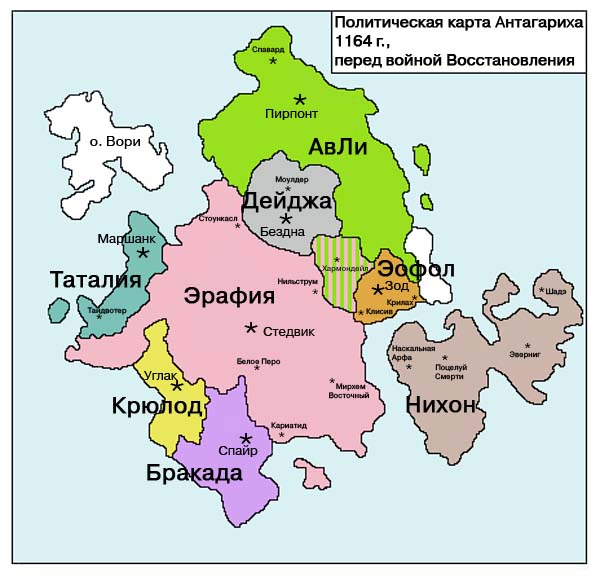 Политическая карта Антагариха
1164 г.,
перед войной Восстановления
Спавард
Пирпонт
о. Вори
АвЛи
Моулдер
Дейджа
Стоункасл
Бездна
Маршанк
Хармондейл
Эофол
Таталия
Зод
Нильструм
Эрафия
Крилах
Шадэ
Тайдвотер
Клисив
Стедвик
Наскальная
Арфа
Эверниг
Поцелуй
Смерти
Белое Перо
Углак
Мирхем
Восточный
Крюлод
Нихон
Кариатид
Спайр
Бракада